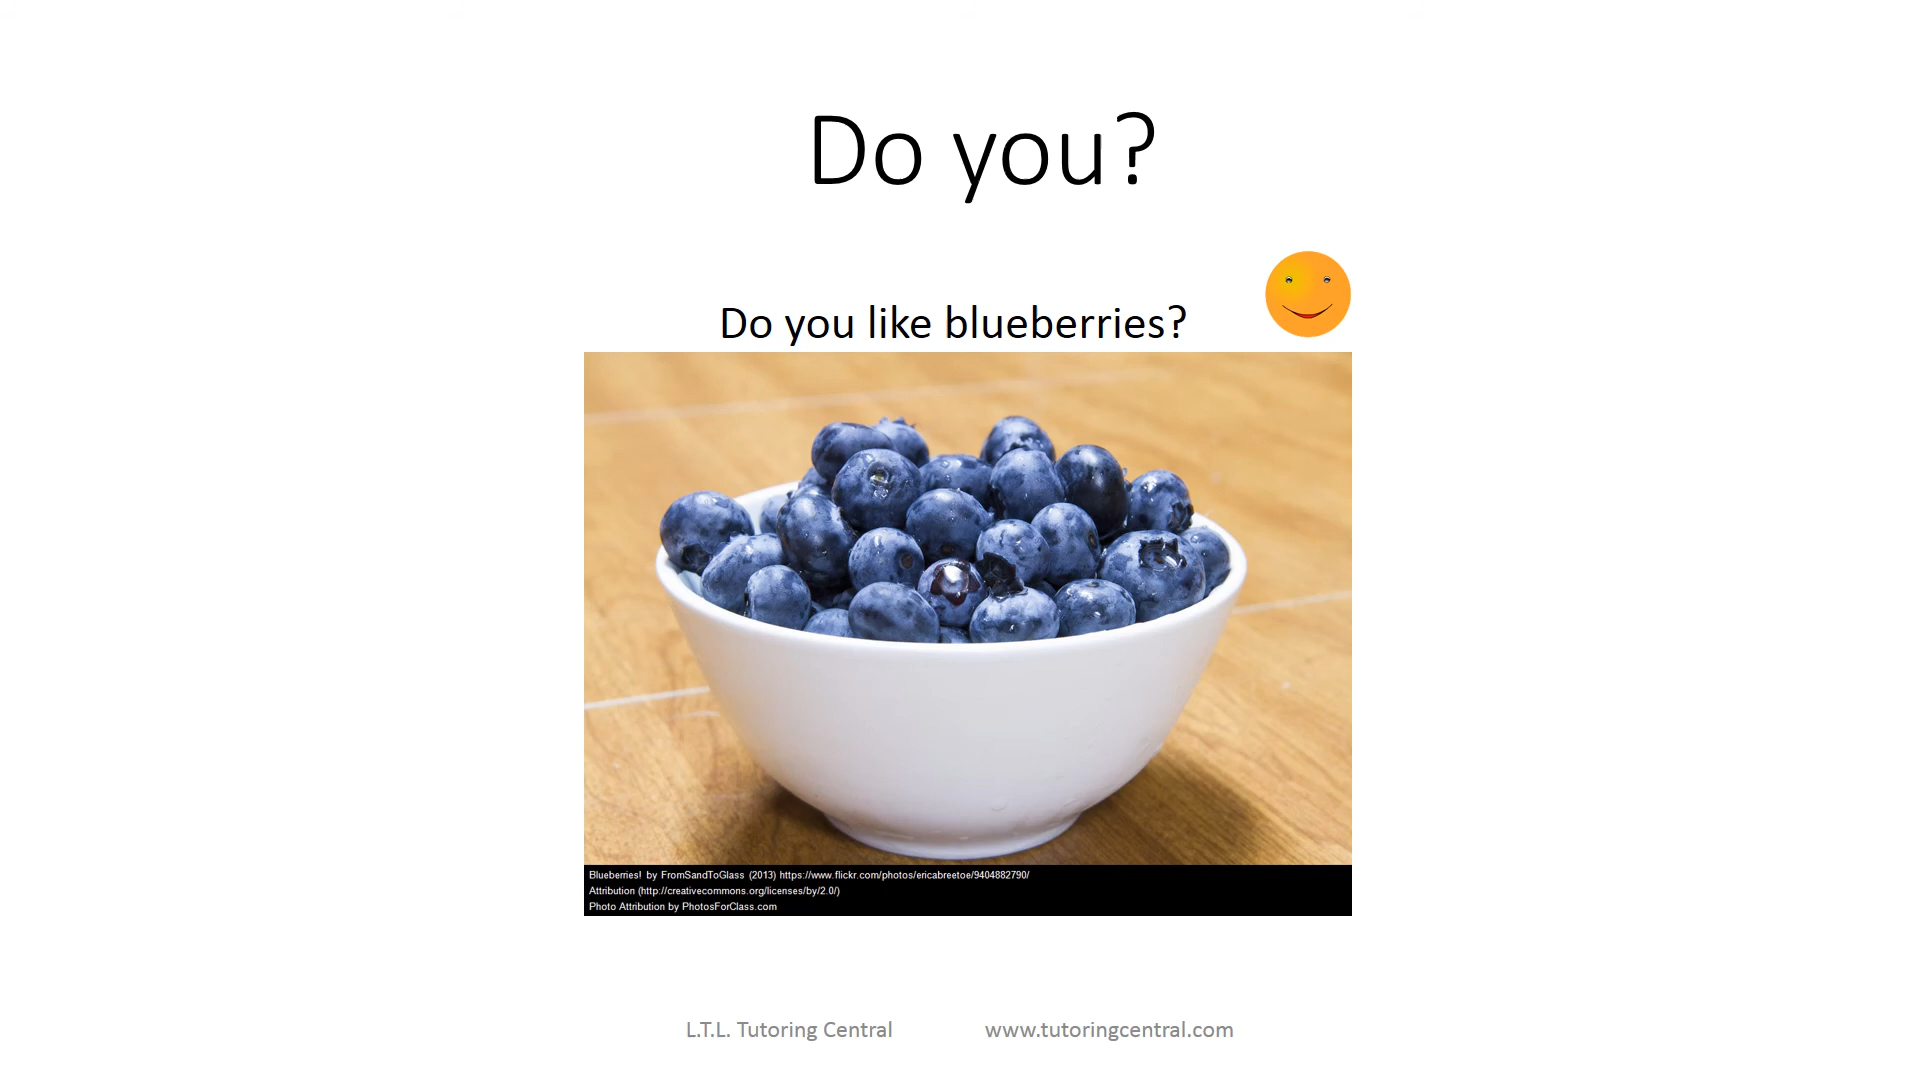 Do you?
Do you like blueberries?
Blueberries! by FromSandToGlass (2013) https://www.flickr.com/photos/ericabreetoe/9404882790/
Attribution (http://creativecommons.org/licenses/by/2.0/)
Photo Attribution by PhotosForClass.com
L.T.L. Tutoring Central www.tutoringcentral.com